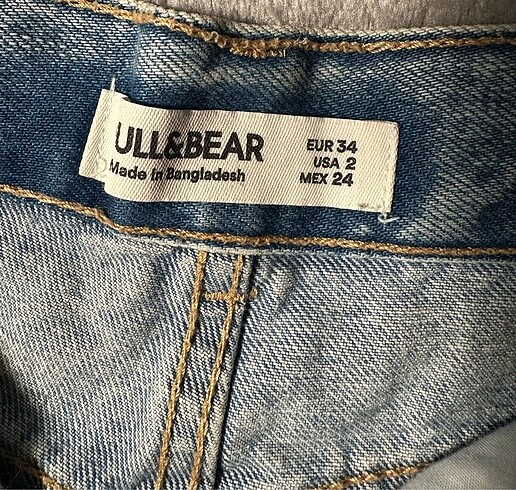 ULL&BEAR
Made in Bangladesh
EUR 34
USA 2
MEX 24